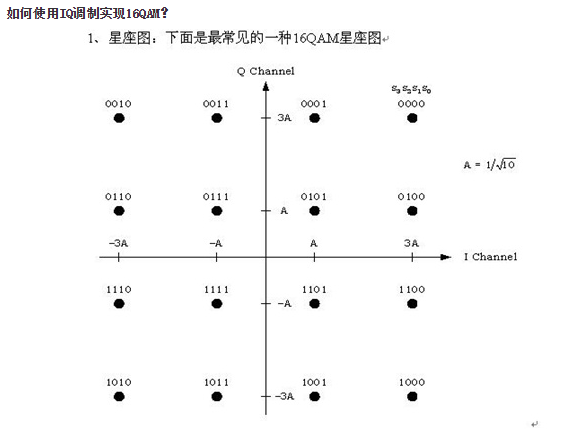 如何使用IQ调制实现16QAM?
1、星座图：下面是最常见的一种16QAM星座图
Q Channel
s₃s₂s₁s₀
0010 0011 0001 0000
3A
A = 1/√10
0110 0111 0101 0100
A
-3A -A A 3A
I Channel
1110 1111 1101 1100
-A
1010 1011 1001 1000
-3A